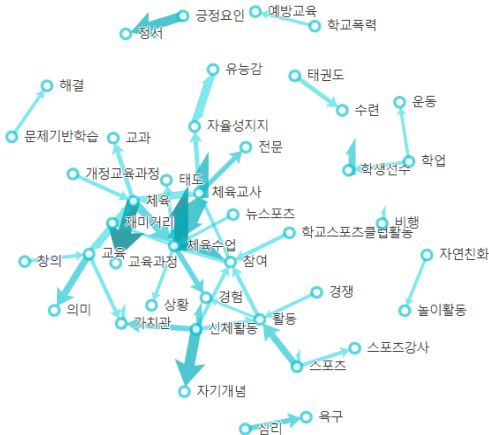 긍정요인
예방교육
정서
학교폭력
유능감
태권도
해결
수련
운동
자율성지지
문제기반학습
교과
전문
학업
개정교육과정
태도
학생선수
체육
체육교사
재미거리
뉴스포츠
비행
학교스포츠클럽활동
체육수업
교육
창의
교육과정
참여
자연친화
경쟁
상황
경험
의미
놀이활동
가치관
신체활동
활동
스포츠강사
스포츠
자기개념
욕구
심리